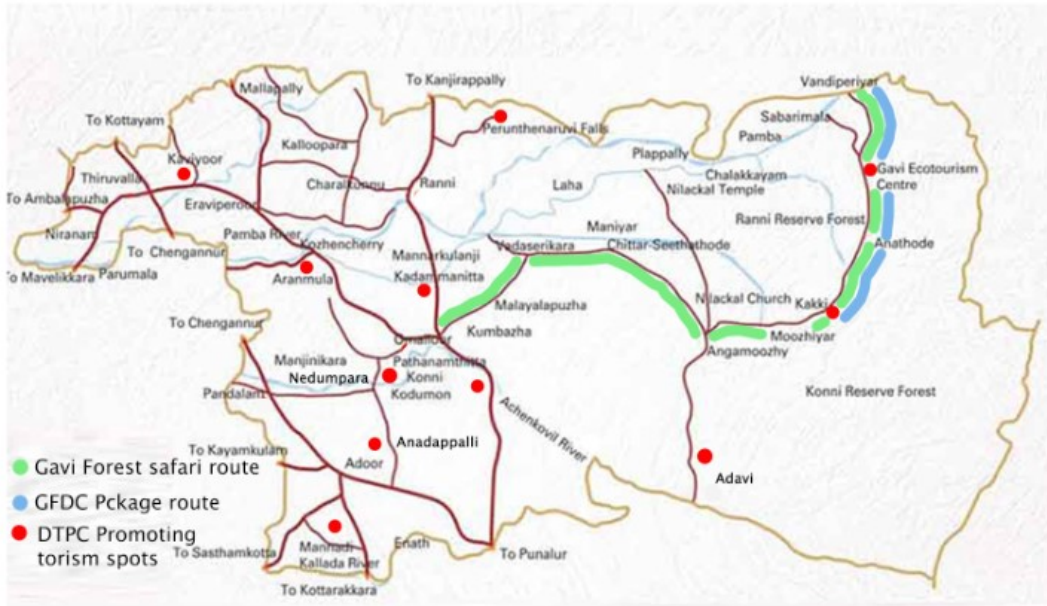 To Kanjirappally
Vandiperiyar
Mallapally
Sabarimala
To Kottayam
Perunthenaruvi Falls
Pamba
Kalloopara
Plappally
Kaviyoor
Chalakkayam
Gavi Ecotourism
Centre
Thiruvalla
Charalkunnu
Ranni
Laha
Nilackal Temple
To Ambalapuzha
Eraviperoor
Ranni Reserve Forest
Niranam
Pamba River
Maniyar
Kozhencherry
Vadaserikara
Chittar-Seethathode
Anathode
To Chengannur
Mannarkulanji
To Mavelikkara
Parumala
Aranmula
Kadammanitta
Malayalapuzha
Nilackal Church
Kakki
To Chengannur
Kumbazha
Omalloor
Moozhiyar
Angamoozhy
Manjinikara
Pathanamthitta
Nedumpara
Konni
Pandalam
Kodumon
Konni Reserve Forest
Achenkovil River
Anadappalli
To Kayamkulam
Adoor
Gavi Forest safari route
Adavi
GFDC Pckage route
DTPC Promoting
torism spots
To Sasthamkotta
Mannadi
Enath
To Punalur
Kallada River
To Kottarakkara